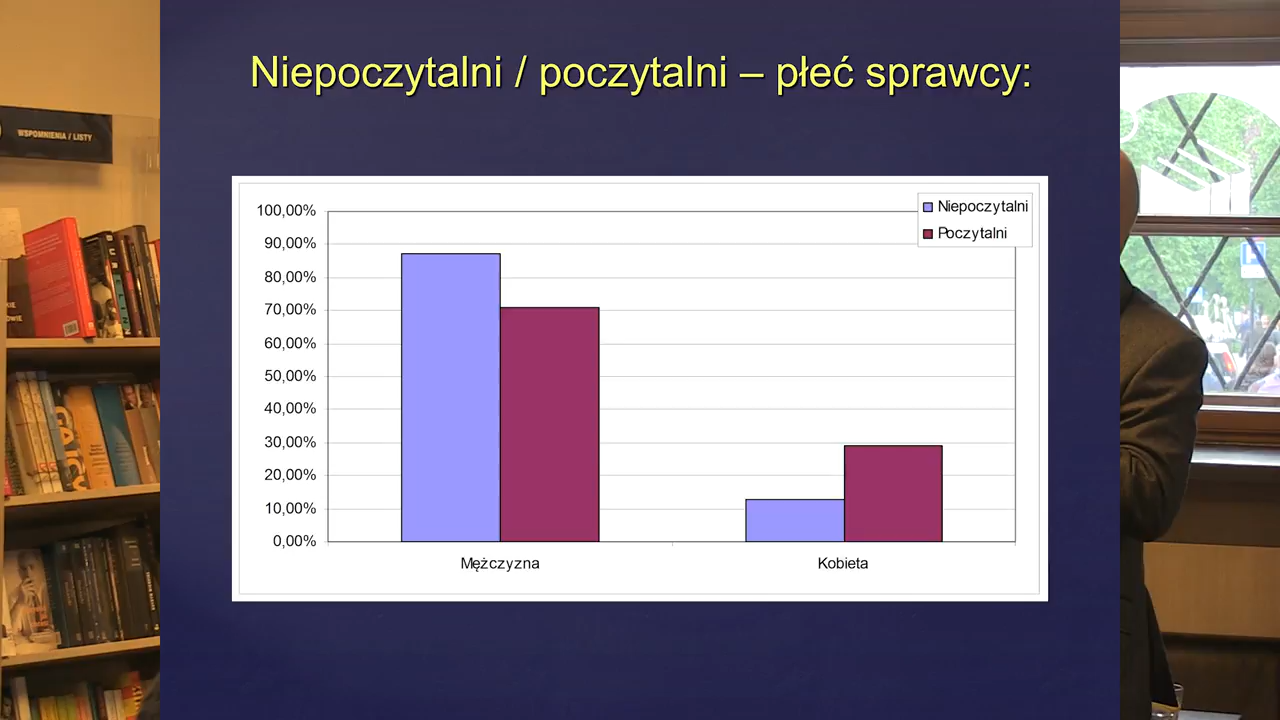 Niepoczytalni / poczytalni – płeć sprawcy:
WSPOMNIENIA / LISTY
100,00%
90,00%
80,00%
70,00%
60,00%
50,00%
40,00%
30,00%
20,00%
10,00%
0,00%
Niepoczytalni
Poczytalni
Mężczyzna
Kobieta